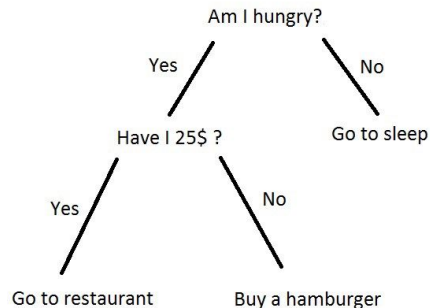 Am I hungry?
Yes
No
Have I 25$ ?
Go to sleep
Yes
No
Go to restaurant
Buy a hamburger